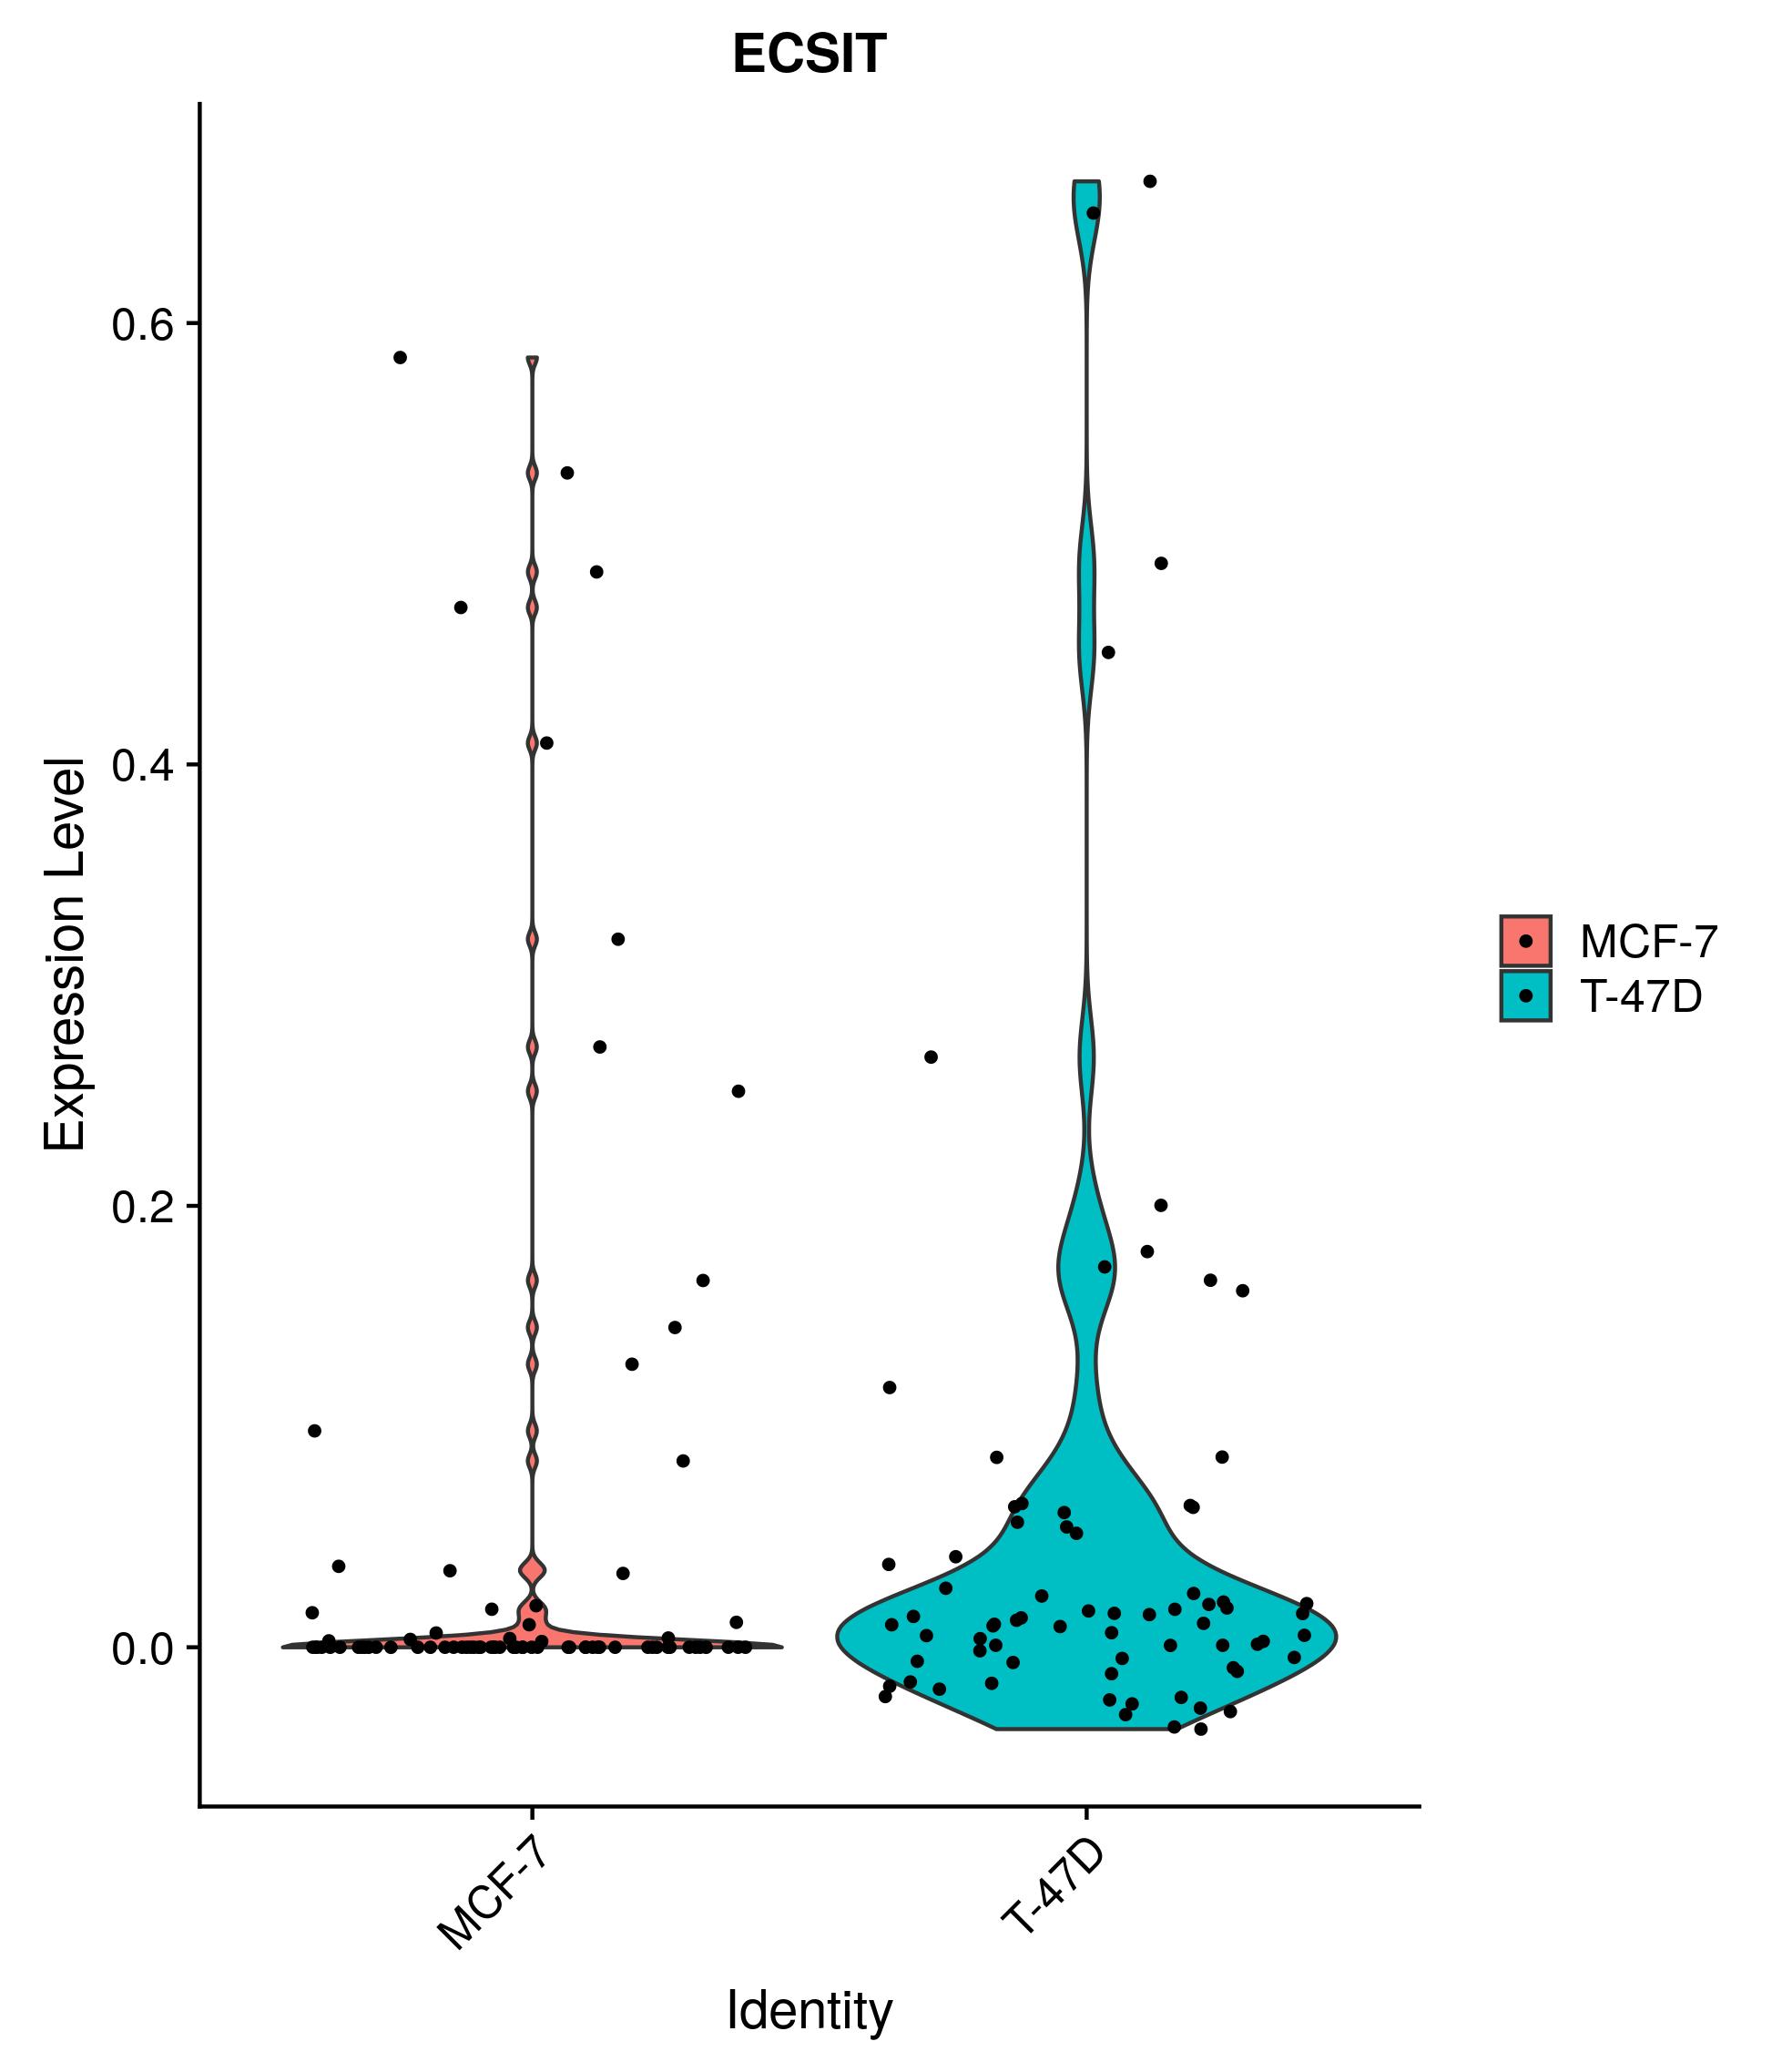 ECSIT
Expression Level
0.6
0.4
0.2
0.0
MCF-7
T-47D
Identity
MCF-7
T-47D